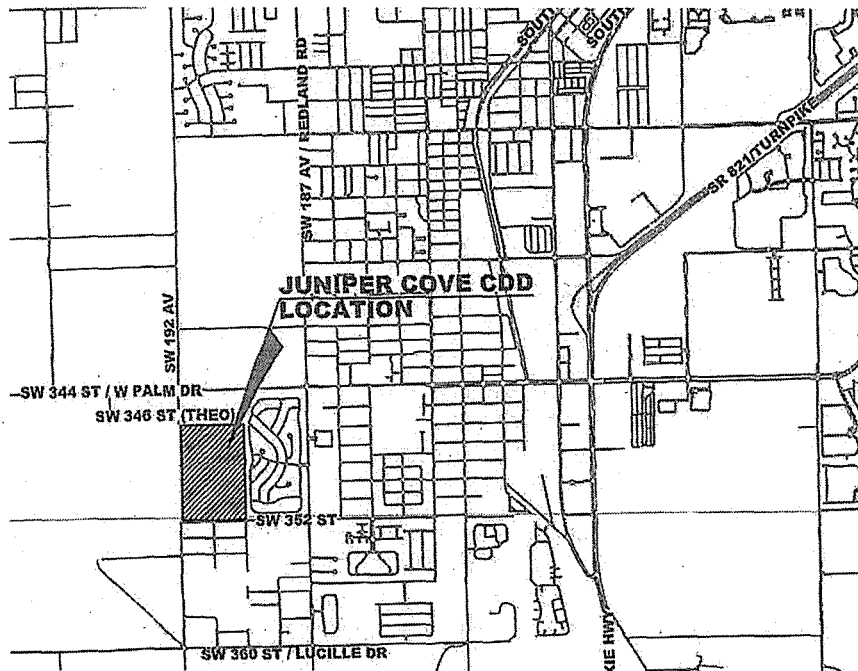 SOUTH
SOUTH
SW 187 AV / REDLAND RD
SR 821/TURNPIKE
JUNIPER COVE CDD
LOCATION
SW 192 AV
SW 344 ST / W PALM DR
SW 346 ST (THEO)
SW 352 ST
SW 360 ST / LUCILLE DR
XIE HWY